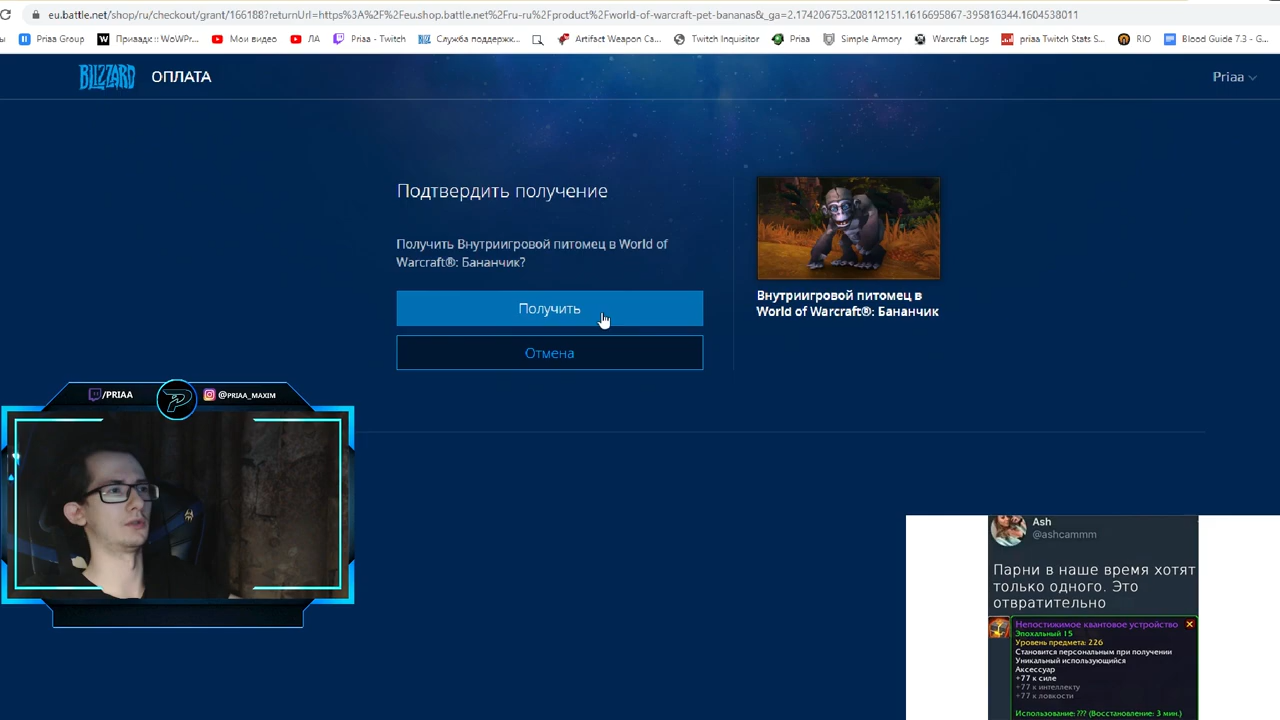 eu.battle.net/shop/ru/checkout/grant/166188?returnUrl=https%3A%2F%2Feu.shop.battle.net%2Fru-ru%2Fproduct%2Fworld-of-warcraft-pet-bananas&_ga=2.174206753.208112151.1616695867-395816344.1604538011
Priaa Group
Приаадк :: WoWPr...
Мои видео
ЛА
Priaa - Twitch
Служба поддержк...
Artifact Weapon Ca...
Twitch Inquisitor
Priaa
Simple Armory
Warcraft Logs
priaa Twitch Stats S...
RIO
Blood Guide 7.3 - G...
BLIZZARD
ОПЛАТА
Priaa
Подтвердить получение
Получить Внутриигровой питомец в World of
Warcraft®: Бананчик?
Получить
Отмена
Внутриигровой питомец в
World of Warcraft®: Бананчик
/PRIAA
@PRIAA_MAXIM
Ash
@ashcammm
Парни в наше время хотят
только одного. Это
отвратительно
Непостижимое квантовое устройство
Эпохальный 15
Уровень предмета: 226
Становится персональным при получении
Уникальный использующийся
Аксессуар
+77 к силе
+77 к интеллекту
+77 к ловкости
Использование: ??? (Восстановление: 3 мин.)